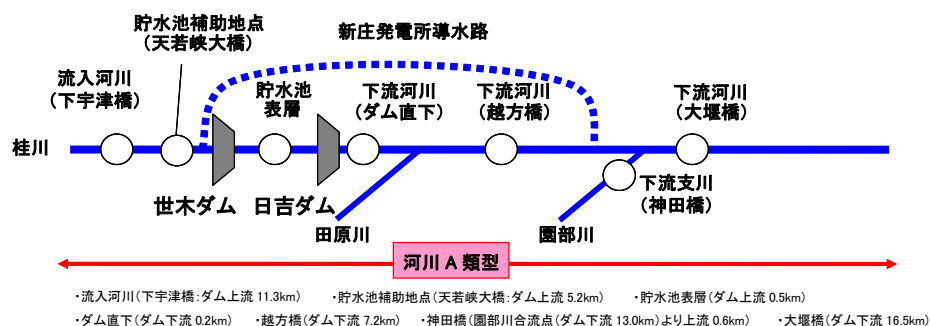 貯水池補助地点
（天若峡大橋）
新庄発電所導水路
流入河川
（下宇津橋）
貯水池
表層
下流河川
（ダム直下）
下流河川
（越方橋）
下流河川
（大堰橋）
桂川
世木ダム
日吉ダム
田原川
園部川
下流支川
（神田橋）
河川 A 類型
・流入河川（下宇津橋：ダム上流 11.3km）
・貯水池補助地点（天若峡大橋：ダム上流 5.2km）
・貯水池表層（ダム上流 0.5km）
・ダム直下（ダム下流 0.2km）
・越方橋（ダム下流 7.2km）
・神田橋（園部川合流点（ダム下流 13.0km）より上流 0.6km）
・大堰橋（ダム下流 16.5km）